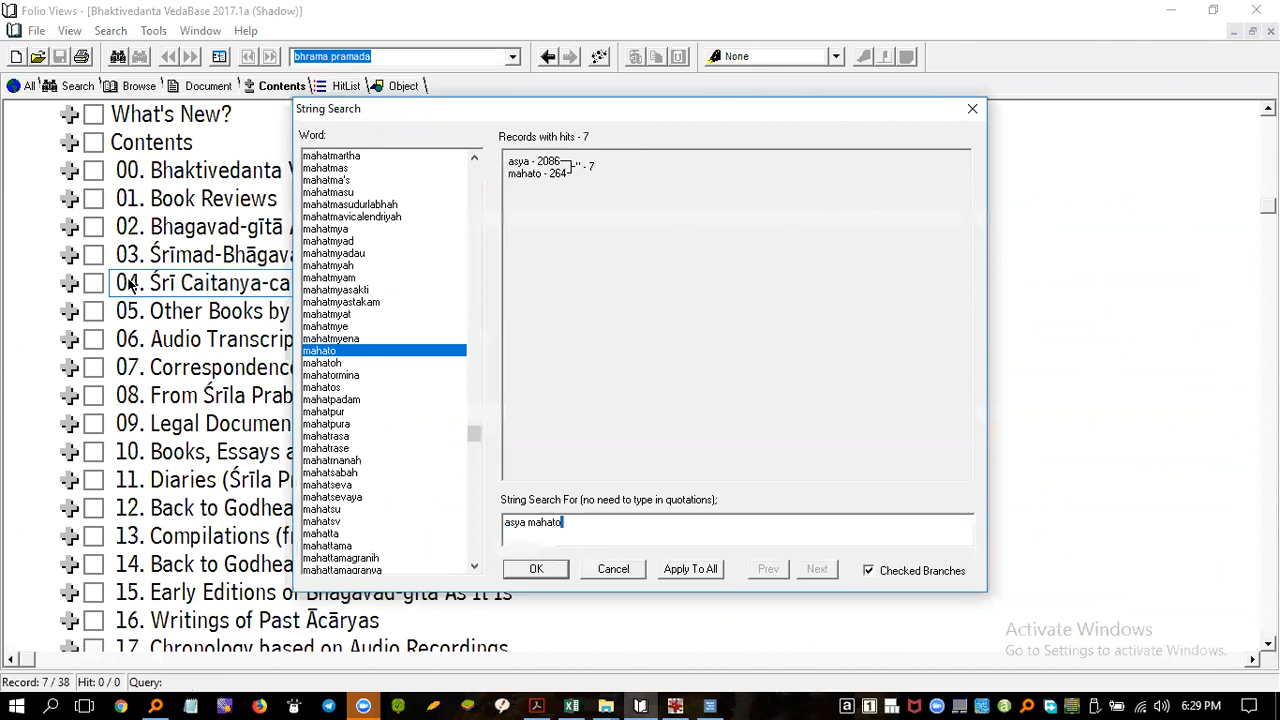 Folio Views - [Bhaktivedanta VedaBase 2017.1a (Shadow)]
File View Search Tools Window Help
bhrama pramada
None
All Search Browse Document Contents HitList Object
What's New?
Contents
00. Bhaktivedanta V
01. Book Reviews
02. Bhagavad-gītā A
03. Śrīmad-Bhāgava
04. Śrī Caitanya-ca
05. Other Books by
06. Audio Transcrip
07. Correspondence
08. From Śrīla Prab
09. Legal Documen
10. Books, Essays a
11. Diaries (Śrīla P
12. Back to Godhea
13. Compilations (f
14. Back to Godhea
15. Early Editions of Bhagavad-gītā As It Is
16. Writings of Past Ācāryas
17. Chronology based on Audio Recordings
String Search
Word:
mahatmartha
mahatmas
mahatma's
mahatmasu
mahatmasudurlabhah
mahatmavicalendriyah
mahatmya
mahatmyad
mahatmyadau
mahatmyah
mahatmyam
mahatmyasakti
mahatmyastakam
mahatmyat
mahatmye
mahatmyena
mahato
mahatoh
mahatormina
mahatos
mahatpadam
mahatpur
mahatpura
mahatrasa
mahatrase
mahatrnanah
mahatsabah
mahatseva
mahatsevaya
mahatsu
mahatsv
mahatta
mahattama
mahattamagranih
mahattamagranya
Records with hits - 7
asya - 2086
mahato - 264
" - 7
String Search For (no need to type in quotations);
asya mahato
OK Cancel Apply To All Prev Next Checked Branches
Activate Windows
Go to Settings to activate Windows.
Record: 7 / 38 Hit: 0 / 0 Query:
6:29 PM